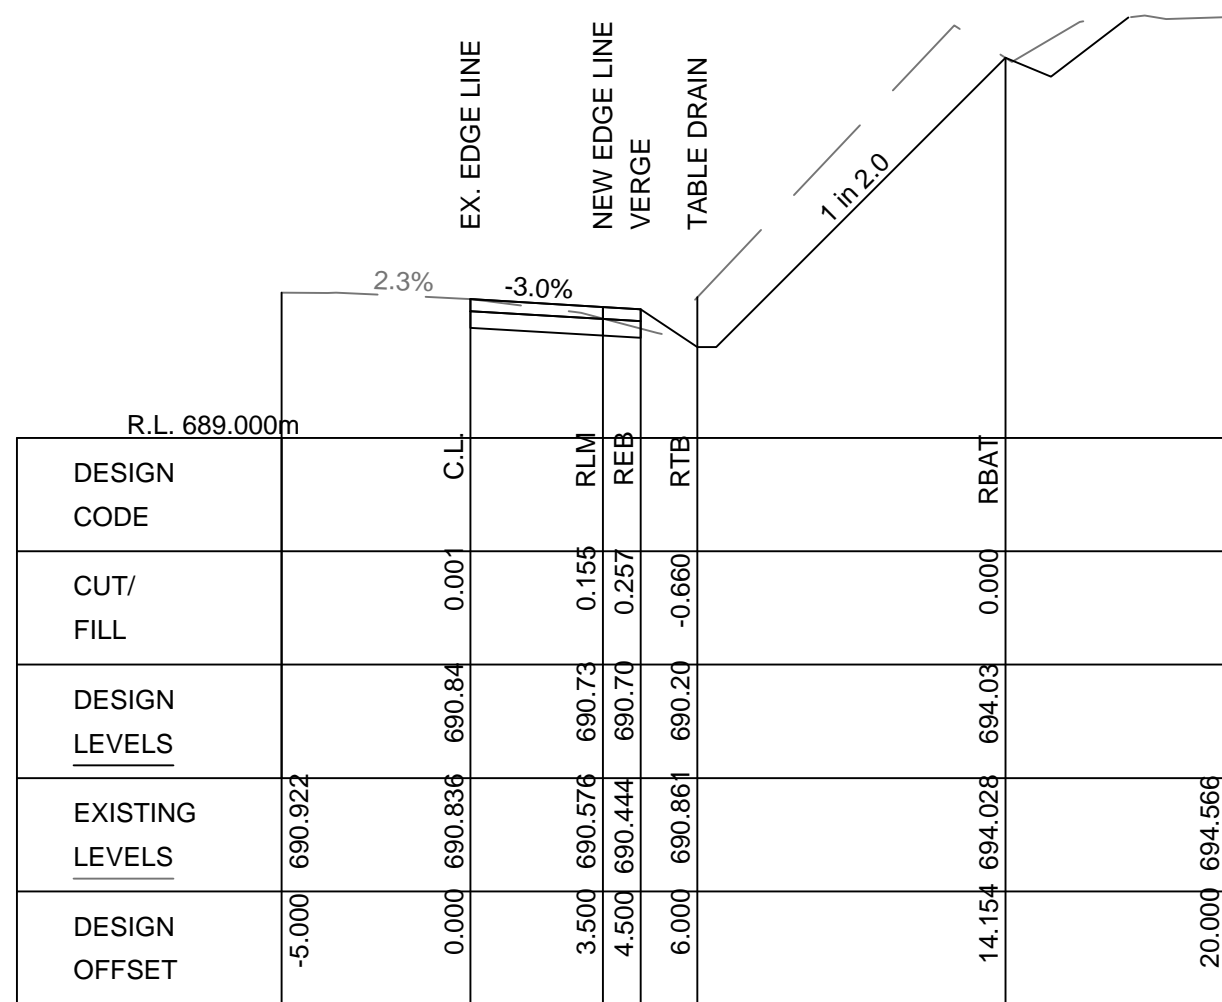 EX. EDGE LINE
NEW EDGE LINE
VERGE
TABLE DRAIN
1 in 2.0
2.3%
-3.0%
R.L. 689.000m
DESIGN
CODE
C.L.
RLM
REB
RTB
RBAT
CUT/
FILL
0.001
0.155
0.257
-0.660
0.000
DESIGN
LEVELS
690.84
690.73
690.70
690.20
694.03
EXISTING
LEVELS
690.922
690.836
690.576
690.444
690.861
694.028
694.566
DESIGN
OFFSET
-5.000
0.000
3.500
4.500
6.000
14.154
20.000